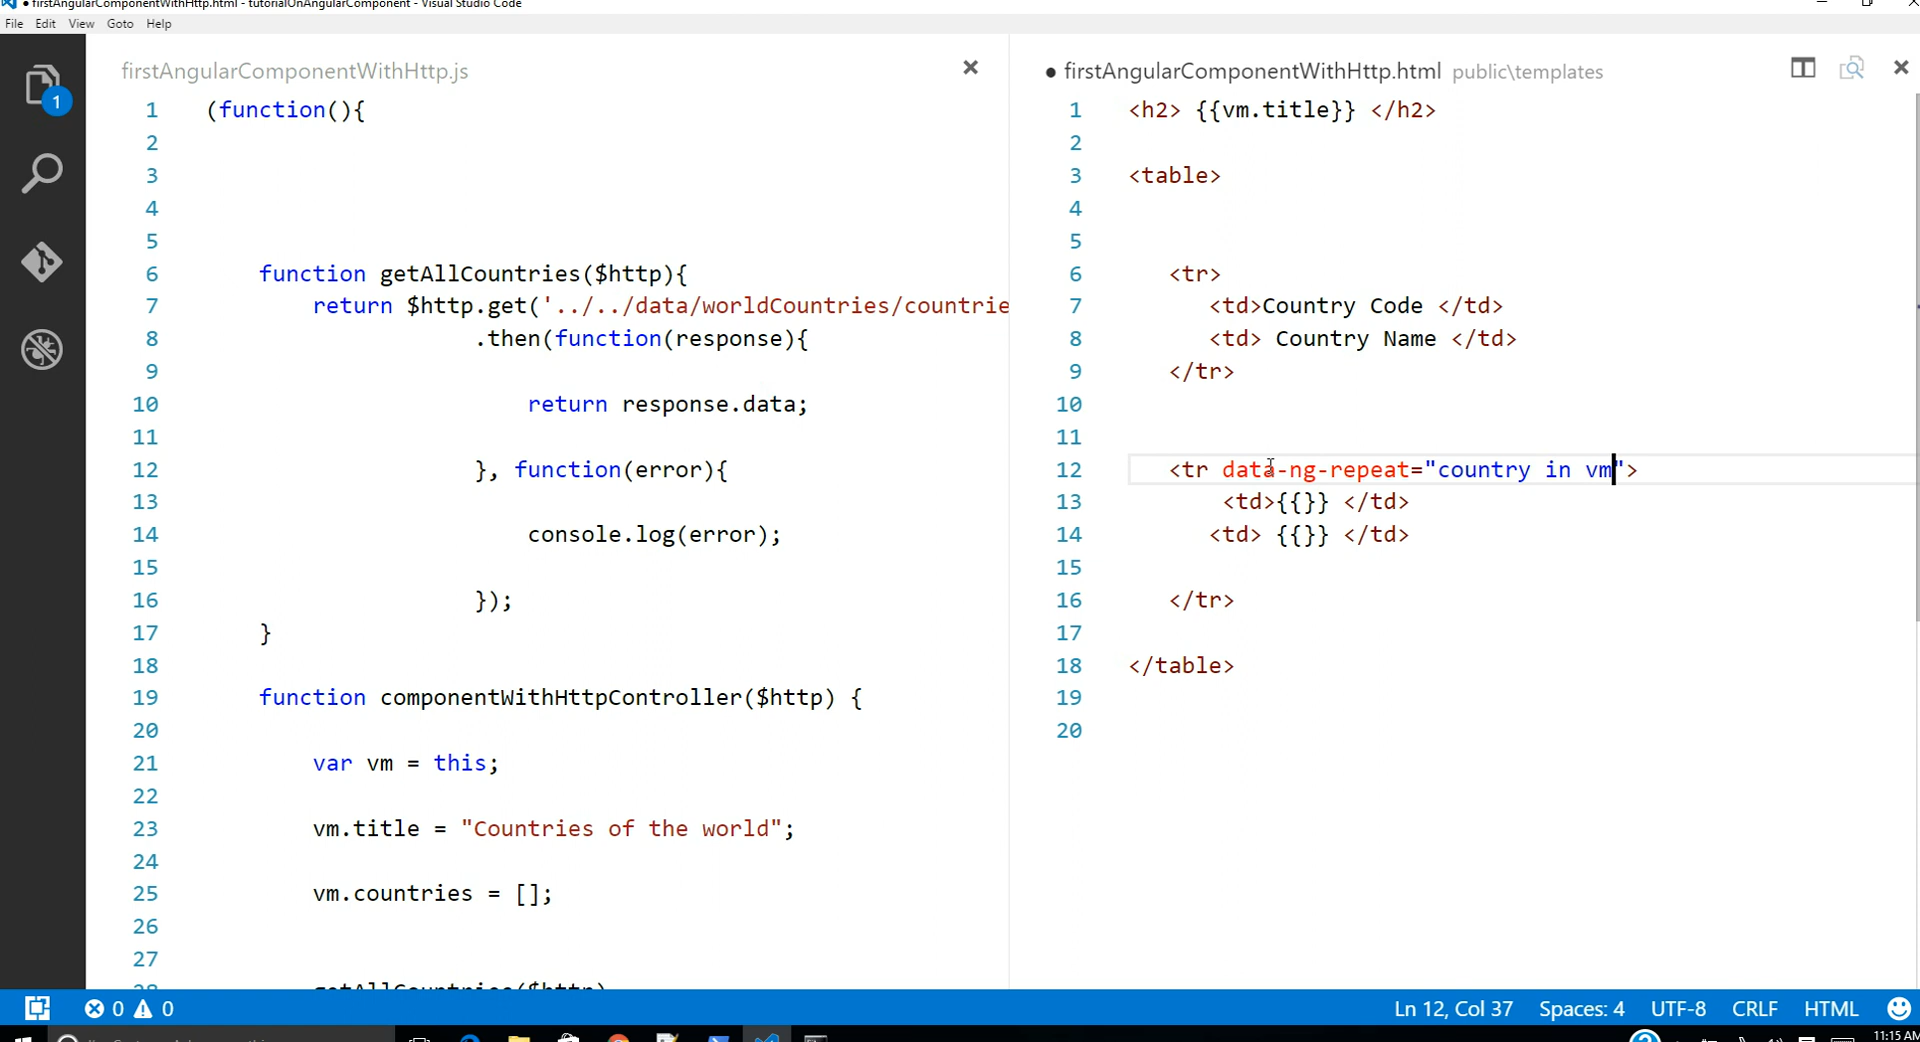 firstAngularComponentWithHttp.html - tutorialOnAngularComponent - Visual Studio Code
File Edit View Goto Help
1
firstAngularComponentWithHttp.js
1 (function(){
2
3
4
5
6 function getAllCountries($http){
7 return $http.get('../../data/worldCountries/countrie
8 .then(function(response){
9
10 return response.data;
11
12 }, function(error){
13
14 console.log(error);
15
16 });
17 }
18
19 function componentWithHttpController($http) {
20
21 var vm = this;
22
23 vm.title = "Countries of the world";
24
25 vm.countries = [];
26
27
28 getAllCountries($http)
● firstAngularComponentWithHttp.html public\templates
1 <h2> {{vm.title}} </h2>
2
3 <table>
4
5
6 <tr>
7 <td>Country Code </td>
8 <td> Country Name </td>
9 </tr>
10
11
12 <tr data-ng-repeat="country in vm">
13 <td>{{}} </td>
14 <td> {{}} </td>
15
16 </tr>
17
18 </table>
19
20
0 0 Ln 12, Col 37 Spaces: 4 UTF-8 CRLF HTML
11:15 AM